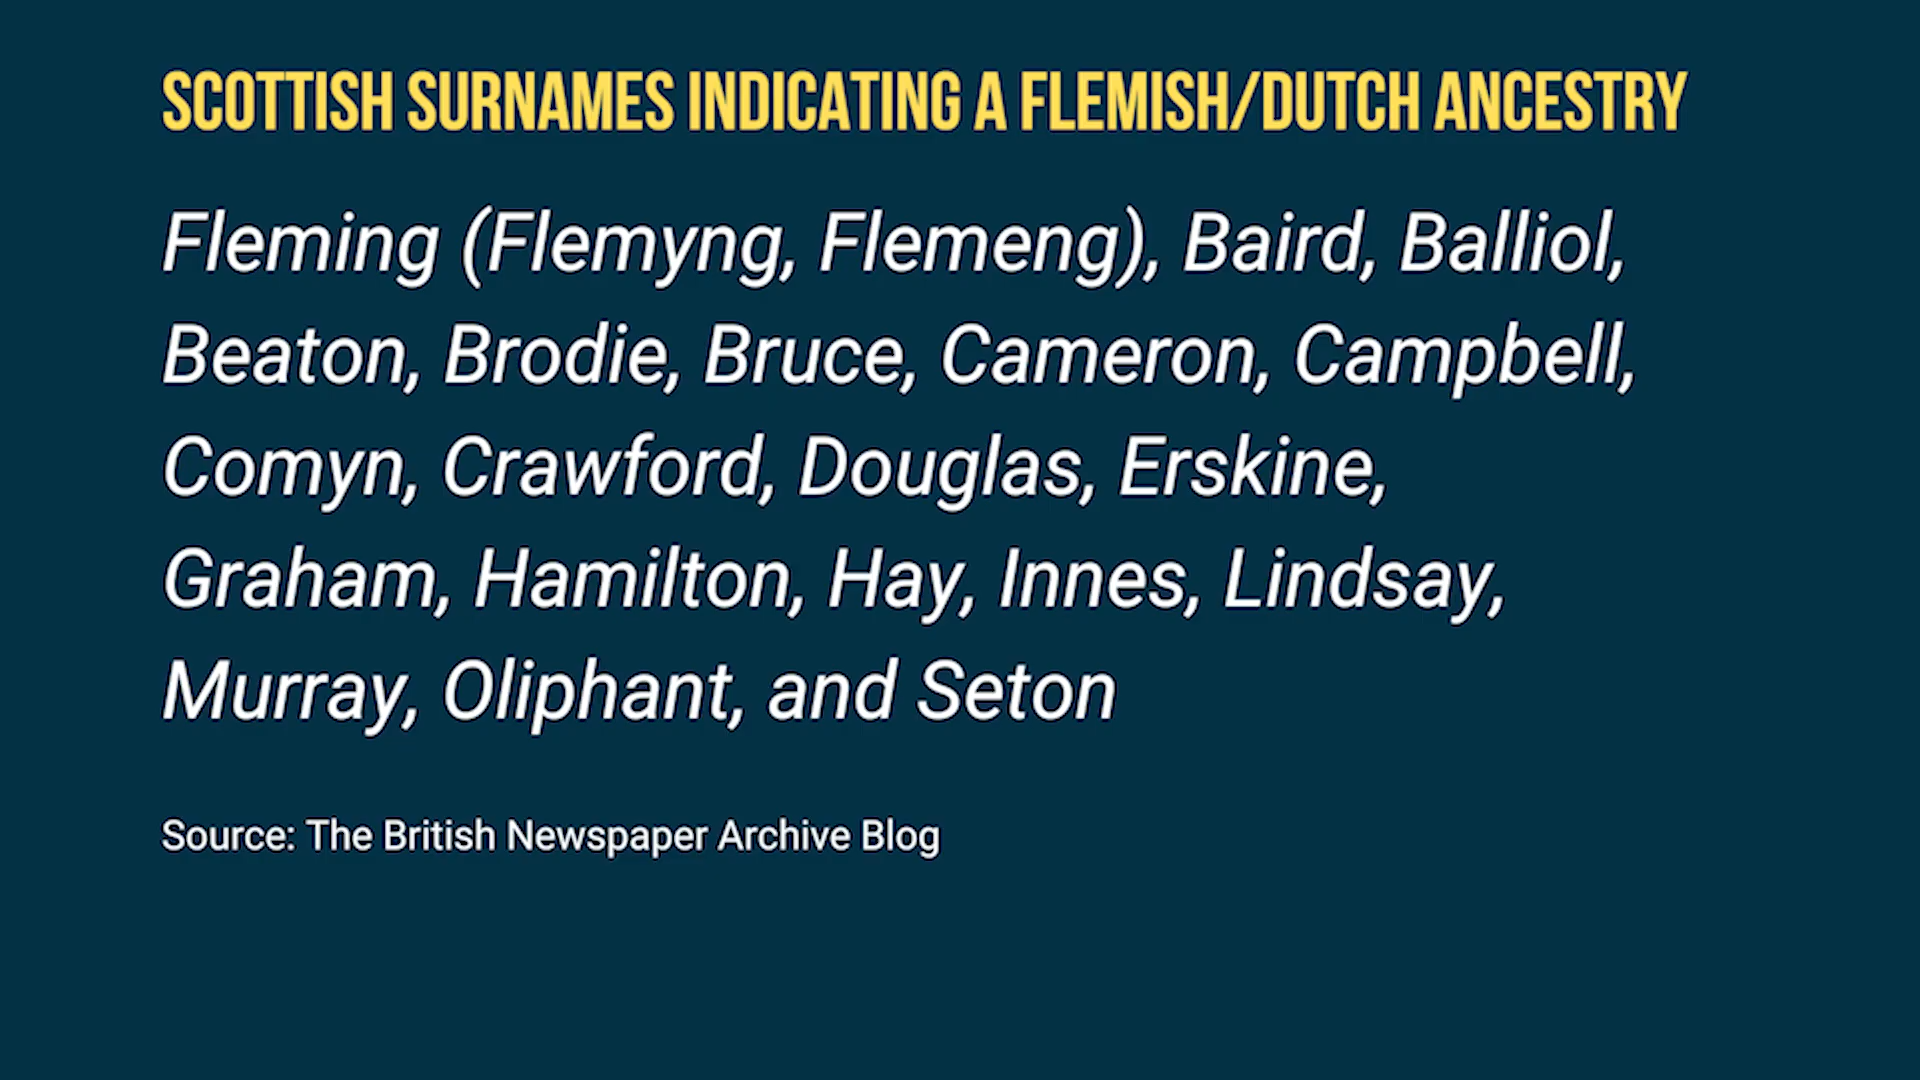 SCOTTISH SURNAMES INDICATING A FLEMISH/DUTCH ANCESTRY
Fleming (Flemyng, Flemeng), Baird, Balliol,
Beaton, Brodie, Bruce, Cameron, Campbell,
Comyn, Crawford, Douglas, Erskine,
Graham, Hamilton, Hay, Innes, Lindsay,
Murray, Oliphant, and Seton
Source: The British Newspaper Archive Blog